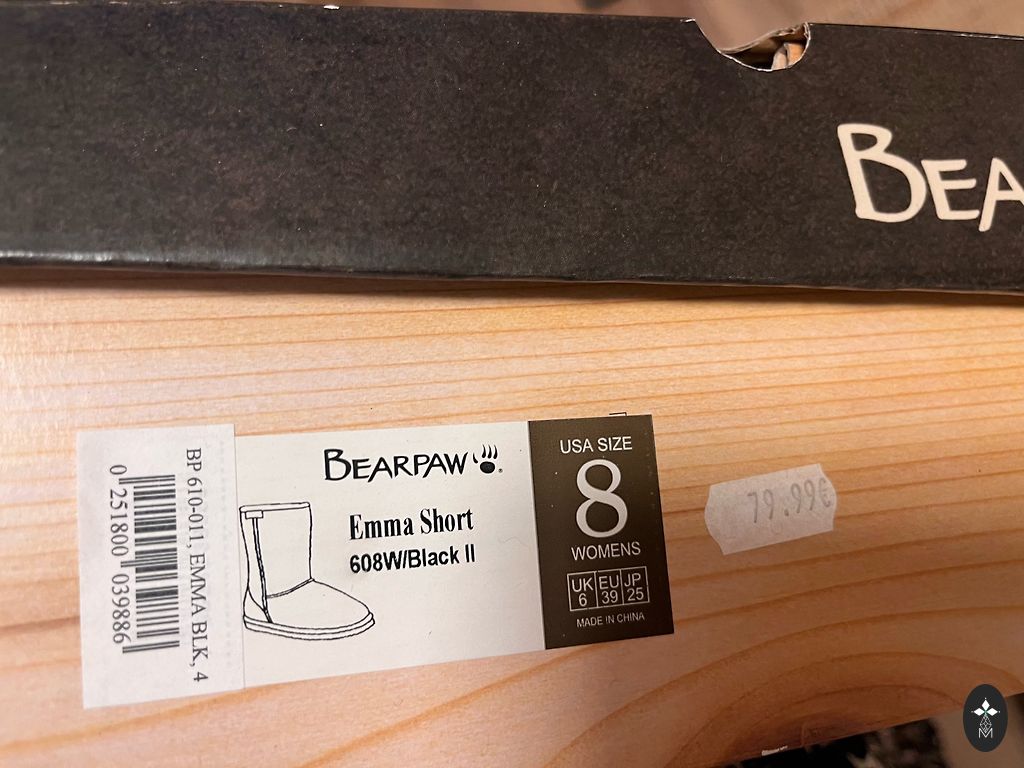 BEA
BP 610-011, EMMA BLK, 4
0 251800 039886
BEARPAW®
Emma Short
608W/Black II
USA SIZE
8
WOMENS
UK EU JP
6 39 25
MADE IN CHINA
79.99€
M